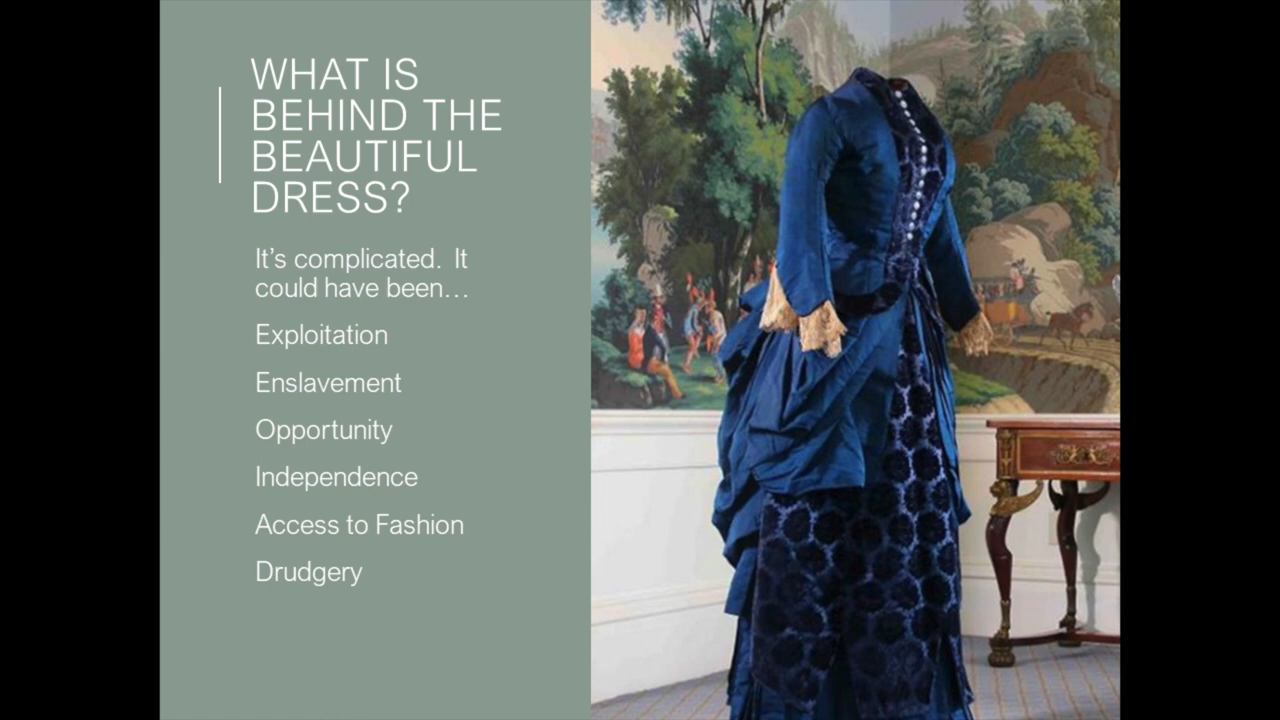 WHAT IS
BEHIND THE
BEAUTIFUL
DRESS?
It’s complicated.  It
could have been…
Exploitation
Enslavement
Opportunity
Independence
Access to Fashion
Drudgery